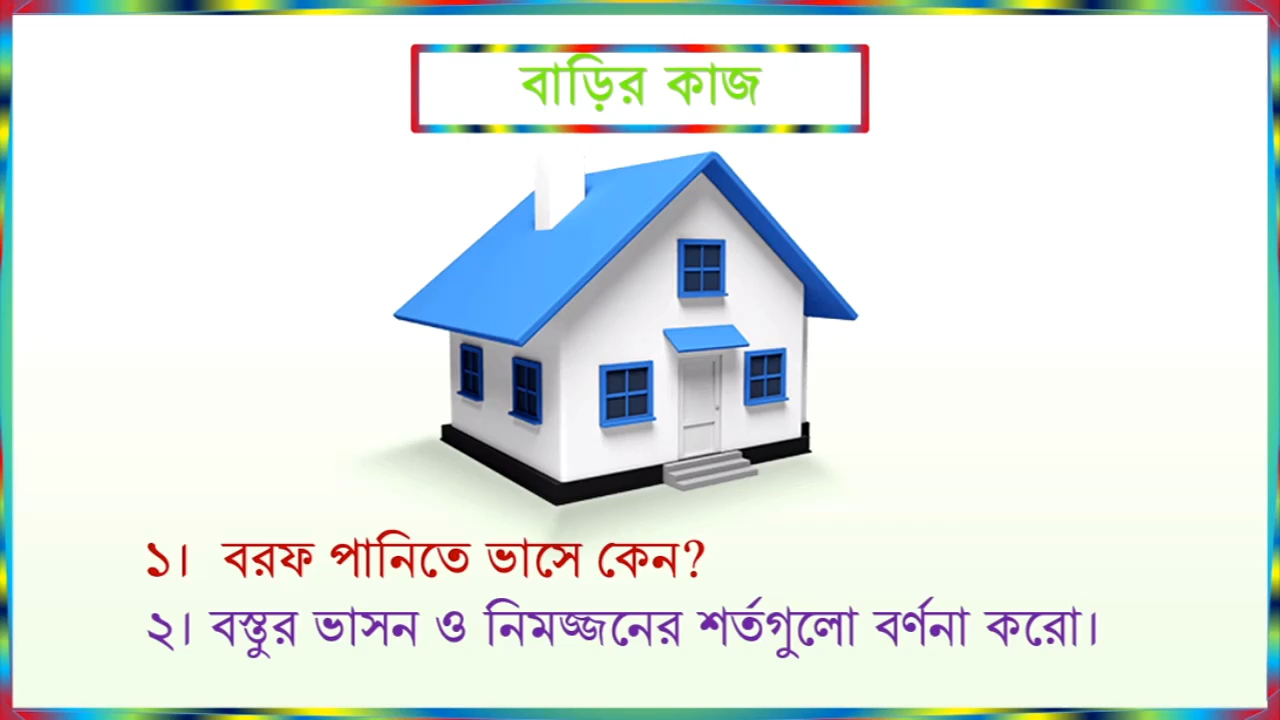 বাড়ির কাজ
১। বরফ পানিতে ভাসে কেন?
২। বস্তুর ভাসন ও নিমজ্জনের শর্তগুলো বর্ণনা করো।